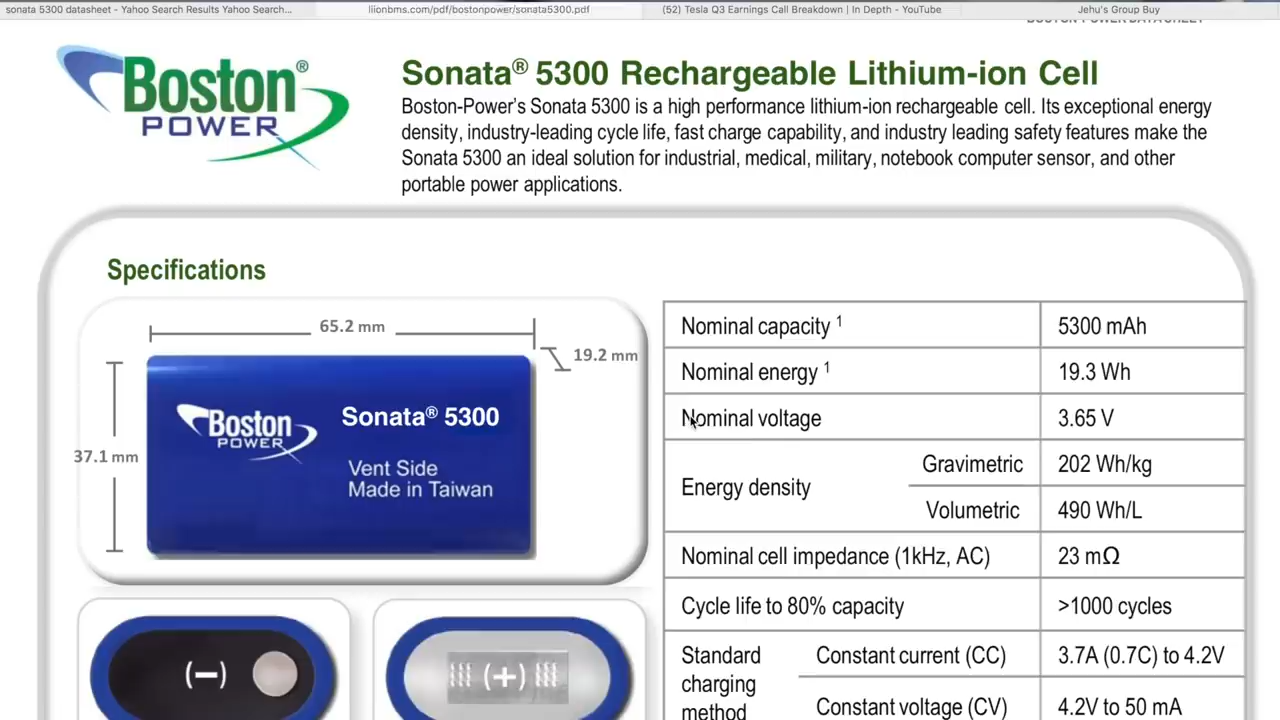 sonata 5300 datasheet - Yahoo Search Results Yahoo Search...
liionbms.com/pdf/bostonpower/sonata5300.pdf
(52) Tesla Q3 Earnings Call Breakdown | In Depth - YouTube
Jehu's Group Buy
BOSTON POWER DATA SHEET
Boston®
POWER
Sonata® 5300 Rechargeable Lithium-ion Cell
Boston-Power's Sonata 5300 is a high performance lithium-ion rechargeable cell. Its exceptional energy
density, industry-leading cycle life, fast charge capability, and industry leading safety features make the
Sonata 5300 an ideal solution for industrial, medical, military, notebook computer sensor, and other
portable power applications.
Specifications
65.2 mm
19.2 mm
37.1 mm
Boston
POWER
Sonata® 5300
Vent Side
Made in Taiwan
(–)
(+)
Nominal capacity ¹ 5300 mAh
Nominal energy ¹ 19.3 Wh
Nominal voltage 3.65 V
Energy density Gravimetric 202 Wh/kg
Volumetric 490 Wh/L
Nominal cell impedance (1kHz, AC) 23 mΩ
Cycle life to 80% capacity >1000 cycles
Standard Constant current (CC) 3.7A (0.7C) to 4.2V
charging
method Constant voltage (CV) 4.2V to 50 mA